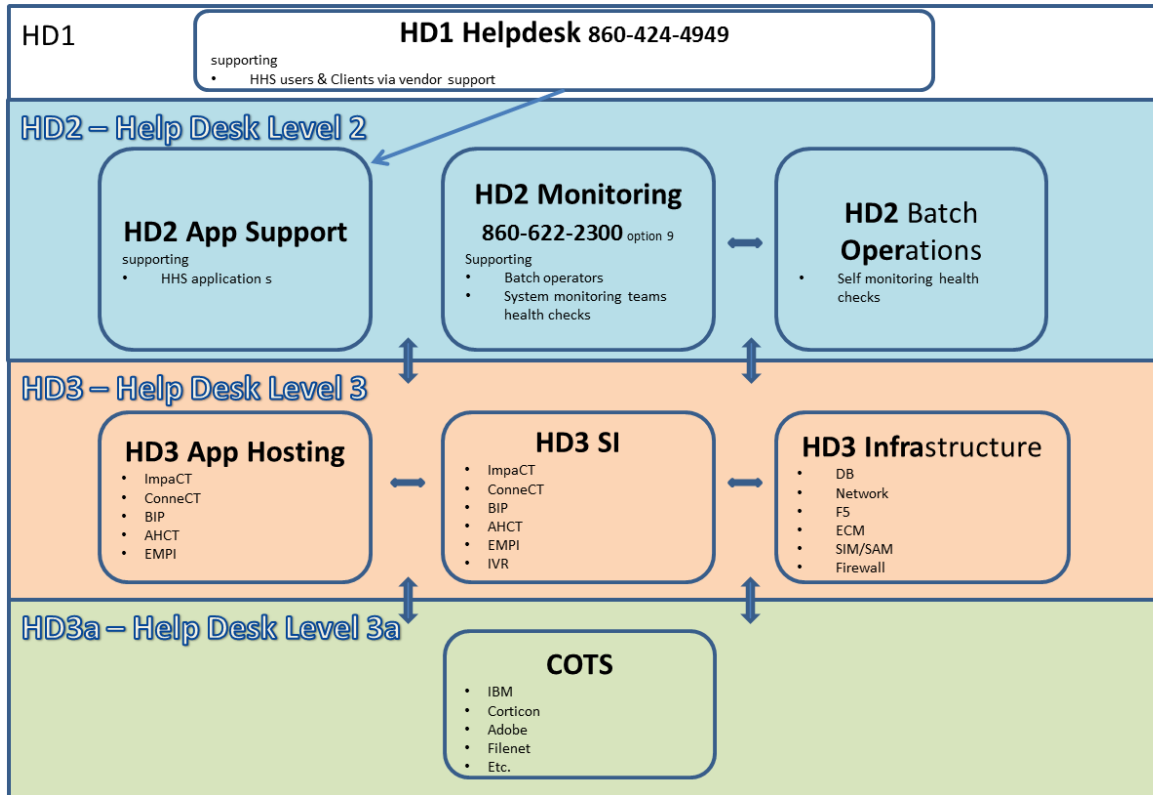 HD1
HD1 Helpdesk 860-424-4949
supporting
• HHS users & Clients via vendor support
HD2 – Help Desk Level 2
HD2 App Support
supporting
• HHS application s
HD2 Monitoring
860-622-2300 option 9
Supporting
• Batch operators
• System monitoring teams
health checks
HD2 Batch
Operations
• Self monitoring health
checks
HD3 – Help Desk Level 3
HD3 App Hosting
• ImpaCT
• ConneCT
• BIP
• AHCT
• EMPI
HD3 SI
• ImpaCT
• ConneCT
• BIP
• AHCT
• EMPI
• IVR
HD3 Infrastructure
• DB
• Network
• F5
• ECM
• SIM/SAM
• Firewall
HD3a – Help Desk Level 3a
COTS
• IBM
• Corticon
• Adobe
• Filenet
• Etc.